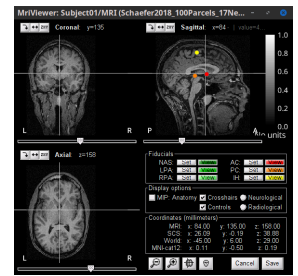 MriViewer: Subject01/MRI (Schaefer2018_100Parcels_17Ne...
Coronal: y=135
Sagittal: x=84 | value=4
1.0
0.8
0.6
0.4
0.2
0.0
No units
L R
P A
Axial: z=158
L R
Fiducials
NAS: Set View AC: Set View
LPA: Set View PC: Set View
RPA: Set View IH: Set View
Display options
MIP: Anatomy Crosshairs Neurological
Controls Radiological
Coordinates (millimeters)
MRI: x: 84.00 y: 135.00 z: 158.00
SCS: x: 26.09 y: -0.19 z: 38.88
World: x: -45.00 y: 6.00 z: 29.00
MNI-cat12: x: 0.11 y: -0.50 z: 0.19
Cancel Save